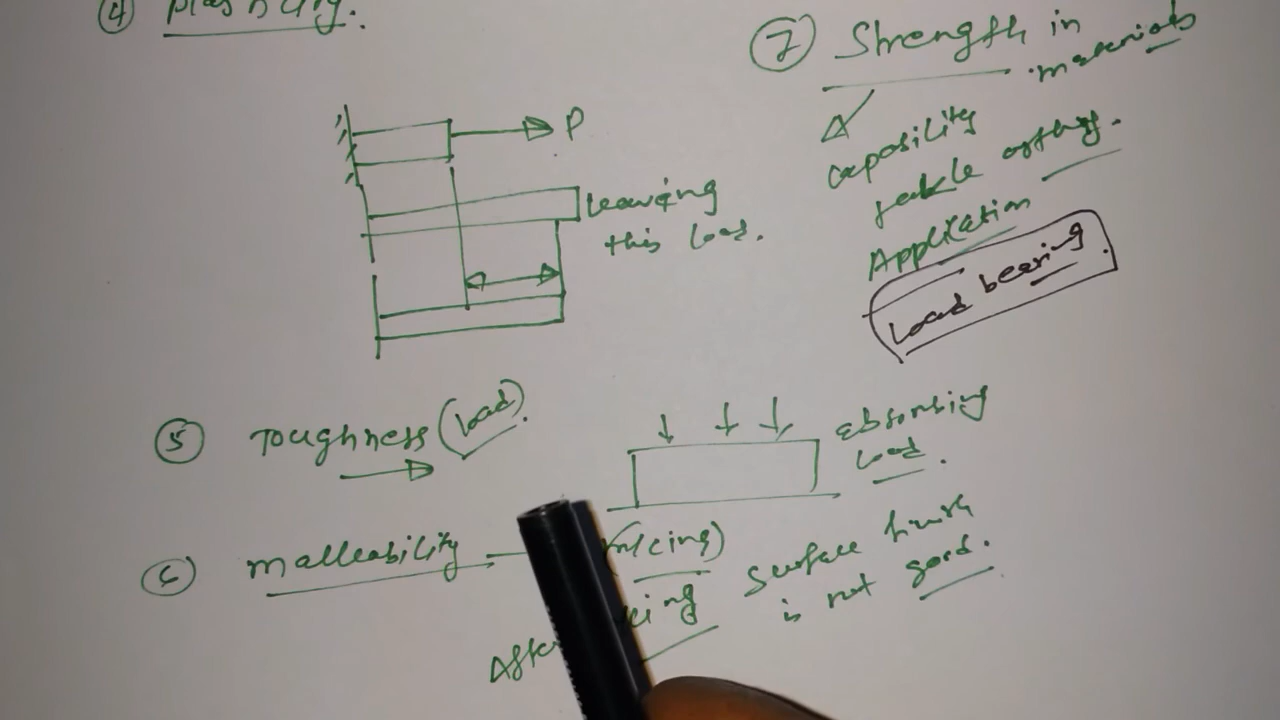 ④ Plasticity.
P
leaving
this load.
⑤ Toughness (load).
absorbing
load.
⑥ malleability
After
surface finish
is not good.
⑦ Strength in
materials
capability
Application
Load bearing.